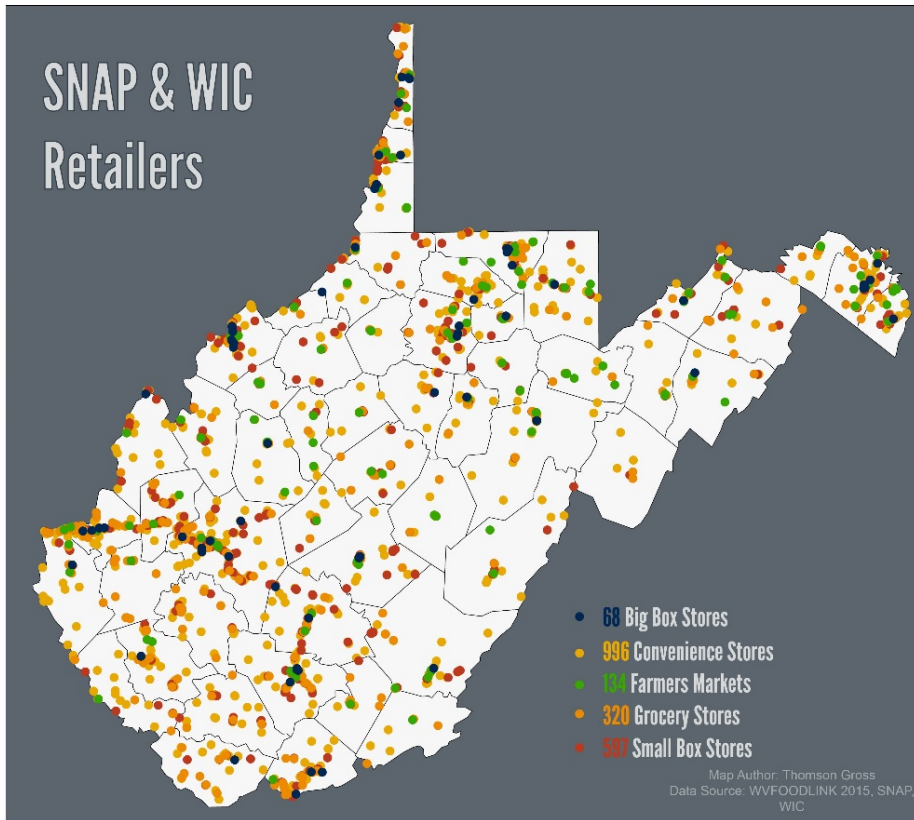 SNAP & WIC
Retailers
68 Big Box Stores
996 Convenience Stores
134 Farmers Markets
320 Grocery Stores
597 Small Box Stores
Map Author: Thomson Gross
Data Source: WVFOODLINK 2015, SNAP,
WIC